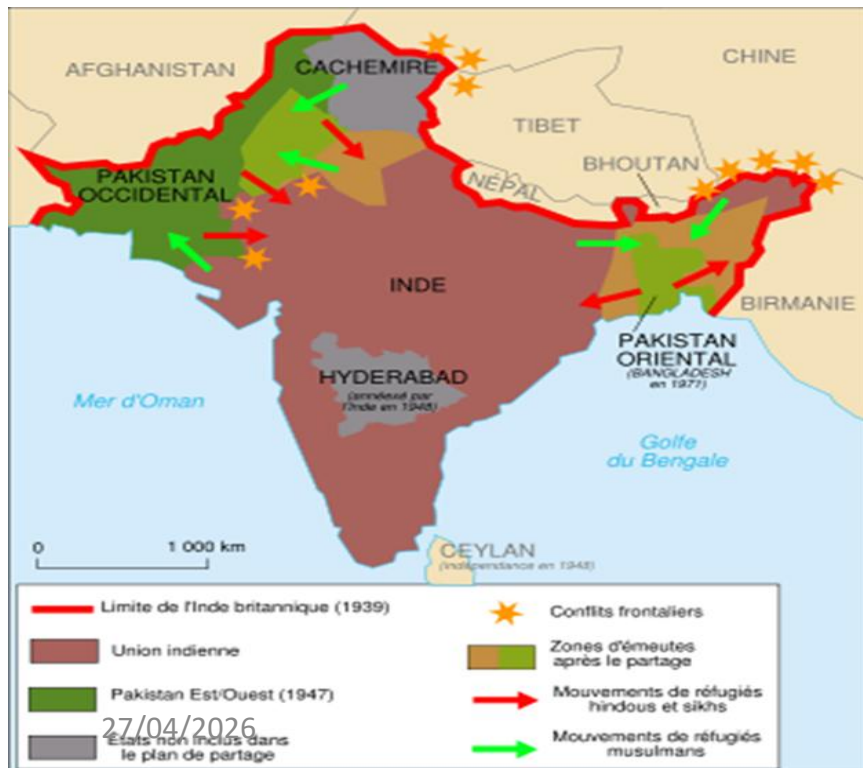 AFGHANISTAN
CACHEMIRE
CHINE
TIBET
BHOUTAN
NÉPAL
PAKISTAN
OCCIDENTAL
INDE
BIRMANIE
PAKISTAN
ORIENTAL
(BANGLADESH
en 1971)
HYDERABAD
(annexé par
l'Inde en 1948)
Mer d'Oman
Golfe
du Bengale
0 1 000 km
CEYLAN
(indépendance en 1948)
Limite de l'Inde britannique (1939)
Union indienne
Pakistan Est/Ouest (1947)
27/04/2026
États non inclus dans
le plan de partage
Conflits frontaliers
Zones d'émeutes
après le partage
Mouvements de réfugiés
hindous et sikhs
Mouvements de réfugiés
musulmans